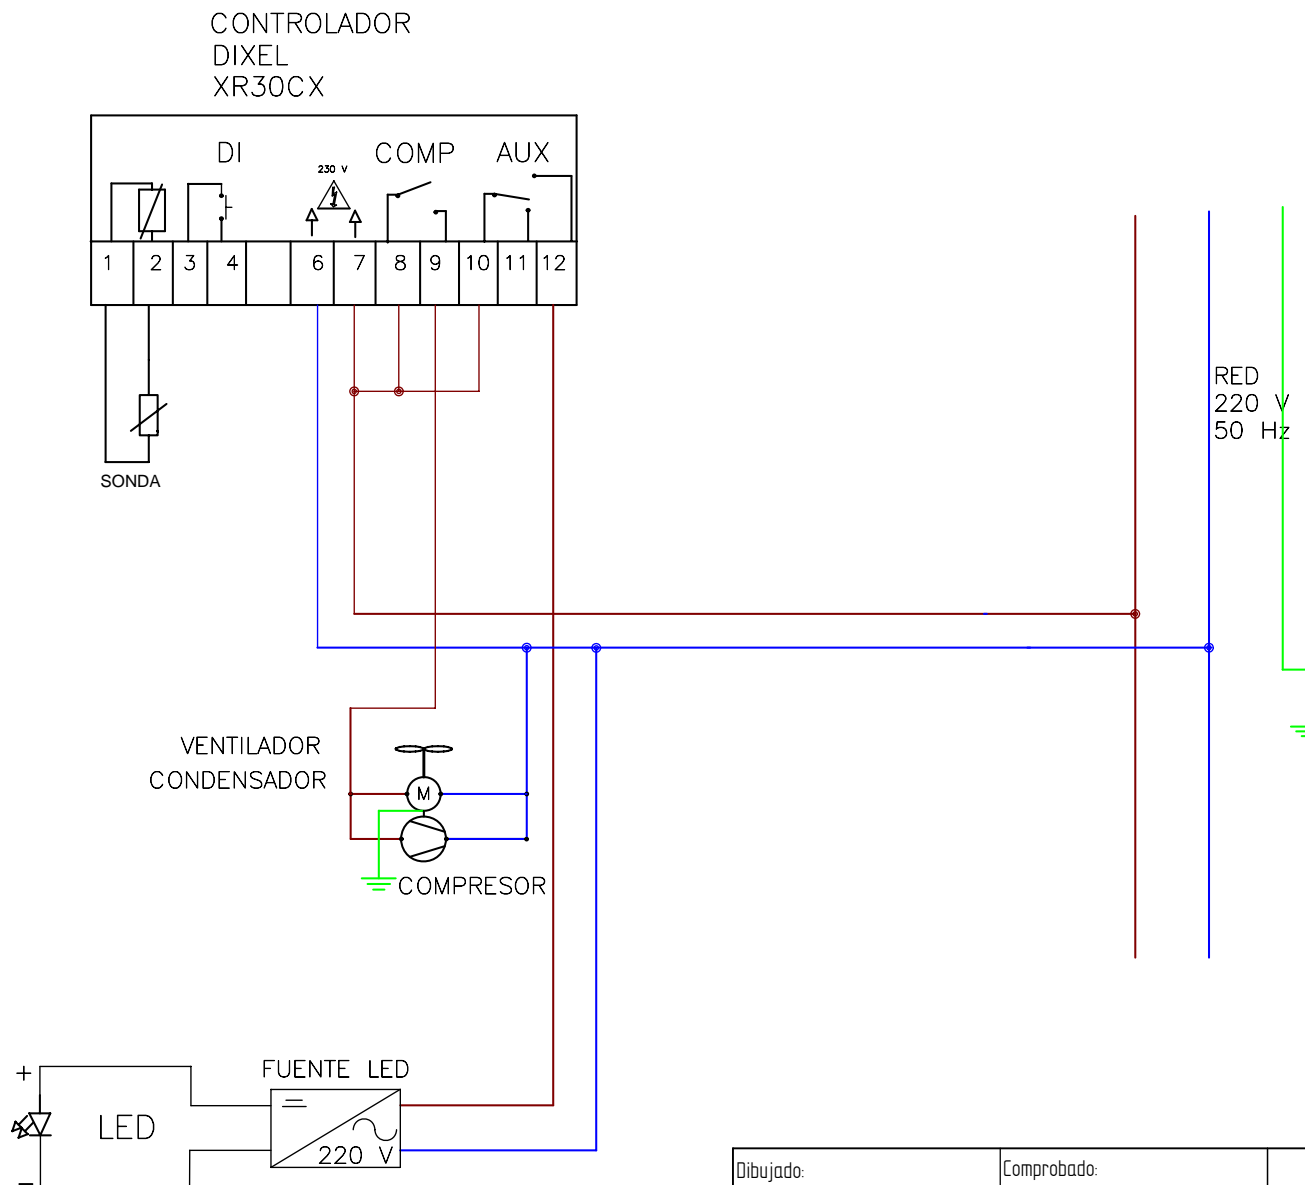 CONTROLADOR
DIXEL
XR30CX
DI
230 V
COMP
AUX
1 2 3 4 6 7 8 9 10 11 12
SONDA
RED
220 V
50 Hz
VENTILADOR
CONDENSADOR
M
COMPRESOR
FUENTE LED
+
LED
220 V
−
Dibujado:
Comprobado: